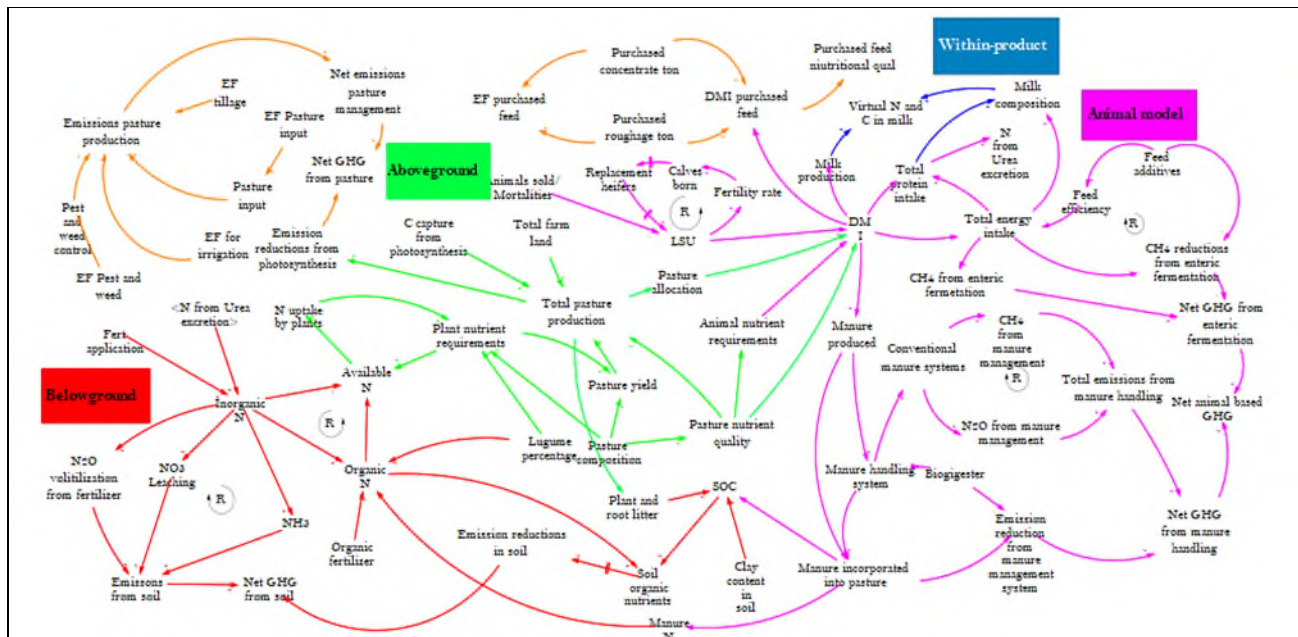 Within-product
Purchased
concentrate ton
Purchased feed
niutritional qual
Net emissions
pasture
management
EF
tillage
EF purchased
feed
DMI purchased
feed
Milk
composition
Virtual N and
C in milk
Animal model
EF Pasture
input
Emissions pasture
production
Purchased
roughage ton
N
from
Urea
excretion
Feed
additives
Net GHG
from pasture
Aboveground
Milk
production
Total
protein
intake
Replacement
heifers
Calves
born
Animals sold/
Mortalities
Fertility rate
Feed
efficiency
Pasture
input
Pest
and
weed
control
EF for
irrigation
Emission
reductions from
photosynthesis
C capture
from
photosynthesis
Total farm
land
R
LSU
DM
I
Total energy
intake
R
CH4 reductions
from enteric
fermentation
EF Pest and
weed
Pasture
allocation
CH4 from enteric
fermetation
<N from Urea
excretion>
N uptake
by plants
Total pasture
production
Net GHG from
enteric
fermentation
Fert
application
Plant nutrient
requirements
Animal nutrient
requirements
Manure
produced
CH4
from
manure
management
Conventional
manure systems
R
Available
N
Pasture yield
Total emissions from
manure handling
Belowground
Inorganic
N
R
Net animal based
GHG
Lugume
percentage
Pasture
composition
Pasture nutrient
quality
N2O from manure
management
N2O
volitilization
from fertilizer
NO3
Leaching
R
Organic
N
Manure handling
system
Biogigester
SOC
Plant and
root litter
NH3
Organic
fertilizer
Emission reductions
in soil
Emission
reduction
from
manure
management
system
Net GHG
from manure
handling
Emissons
from soil
Net GHG
from soil
Soil
organic
nutrients
Clay
content
in
soil
Manure incorporated
into pasture
Manure
N